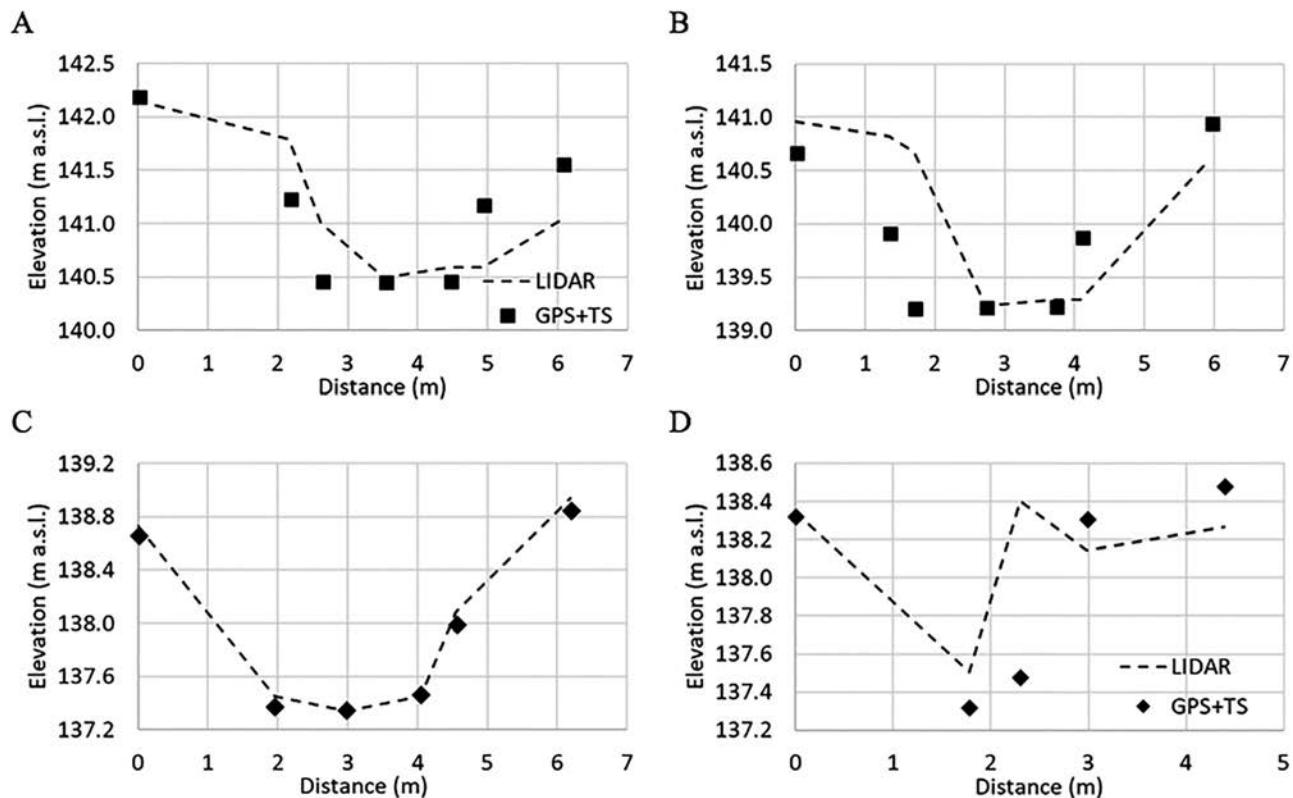 A
Elevation (m a.s.l.)
142.5
142.0
141.5
141.0
140.5
140.0
LIDAR
GPS+TS
0 1 2 3 4 5 6 7
Distance (m)
B
Elevation (m a.s.l.)
141.5
141.0
140.5
140.0
139.5
139.0
0 1 2 3 4 5 6 7
Distance (m)
C
Elevation (m a.s.l.)
139.2
138.8
138.4
138.0
137.6
137.2
0 1 2 3 4 5 6 7
Distance (m)
D
Elevation (m a.s.l.)
138.6
138.4
138.2
138.0
137.8
137.6
137.4
137.2
LIDAR
GPS+TS
0 1 2 3 4 5
Distance (m)